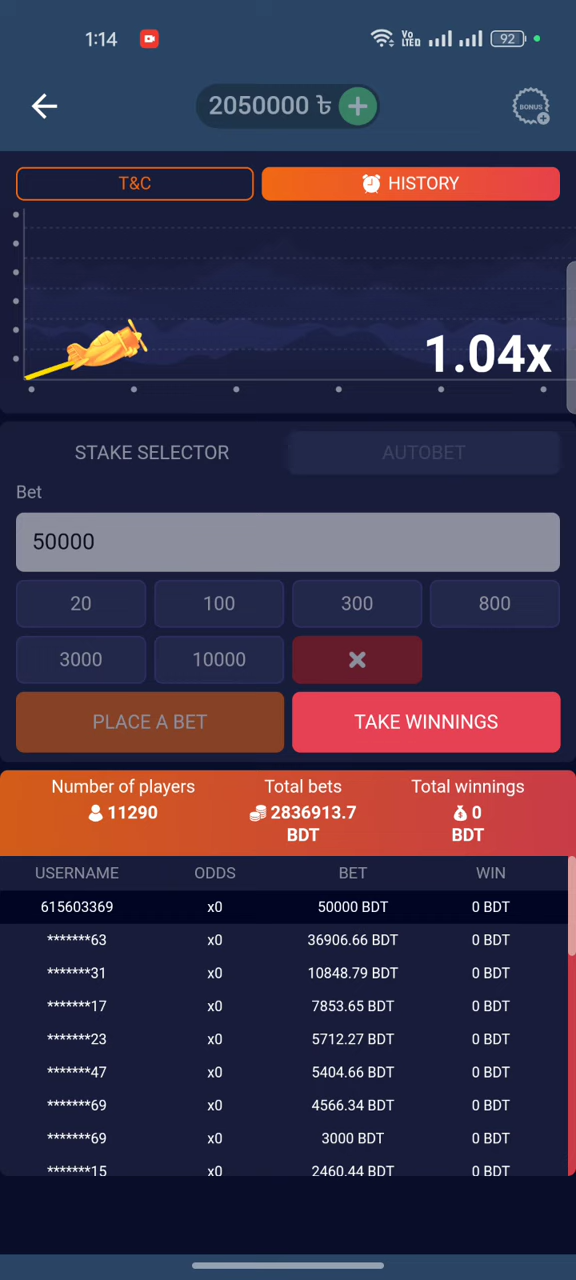 1:14
Vo LTE
92
2050000 ৳
BONUS
T&C
HISTORY
1.04x
STAKE SELECTOR
AUTOBET
Bet
50000
20
100
300
800
3000
10000
PLACE A BET
TAKE WINNINGS
Number of players
Total bets
Total winnings
11290
2836913.7
0
BDT
BDT
USERNAME ODDS BET WIN
615603369 x0 50000 BDT 0 BDT
*******63 x0 36906.66 BDT 0 BDT
*******31 x0 10848.79 BDT 0 BDT
*******17 x0 7853.65 BDT 0 BDT
*******23 x0 5712.27 BDT 0 BDT
*******47 x0 5404.66 BDT 0 BDT
*******69 x0 4566.34 BDT 0 BDT
*******69 x0 3000 BDT 0 BDT
*******15 x0 2460.44 BDT 0 BDT